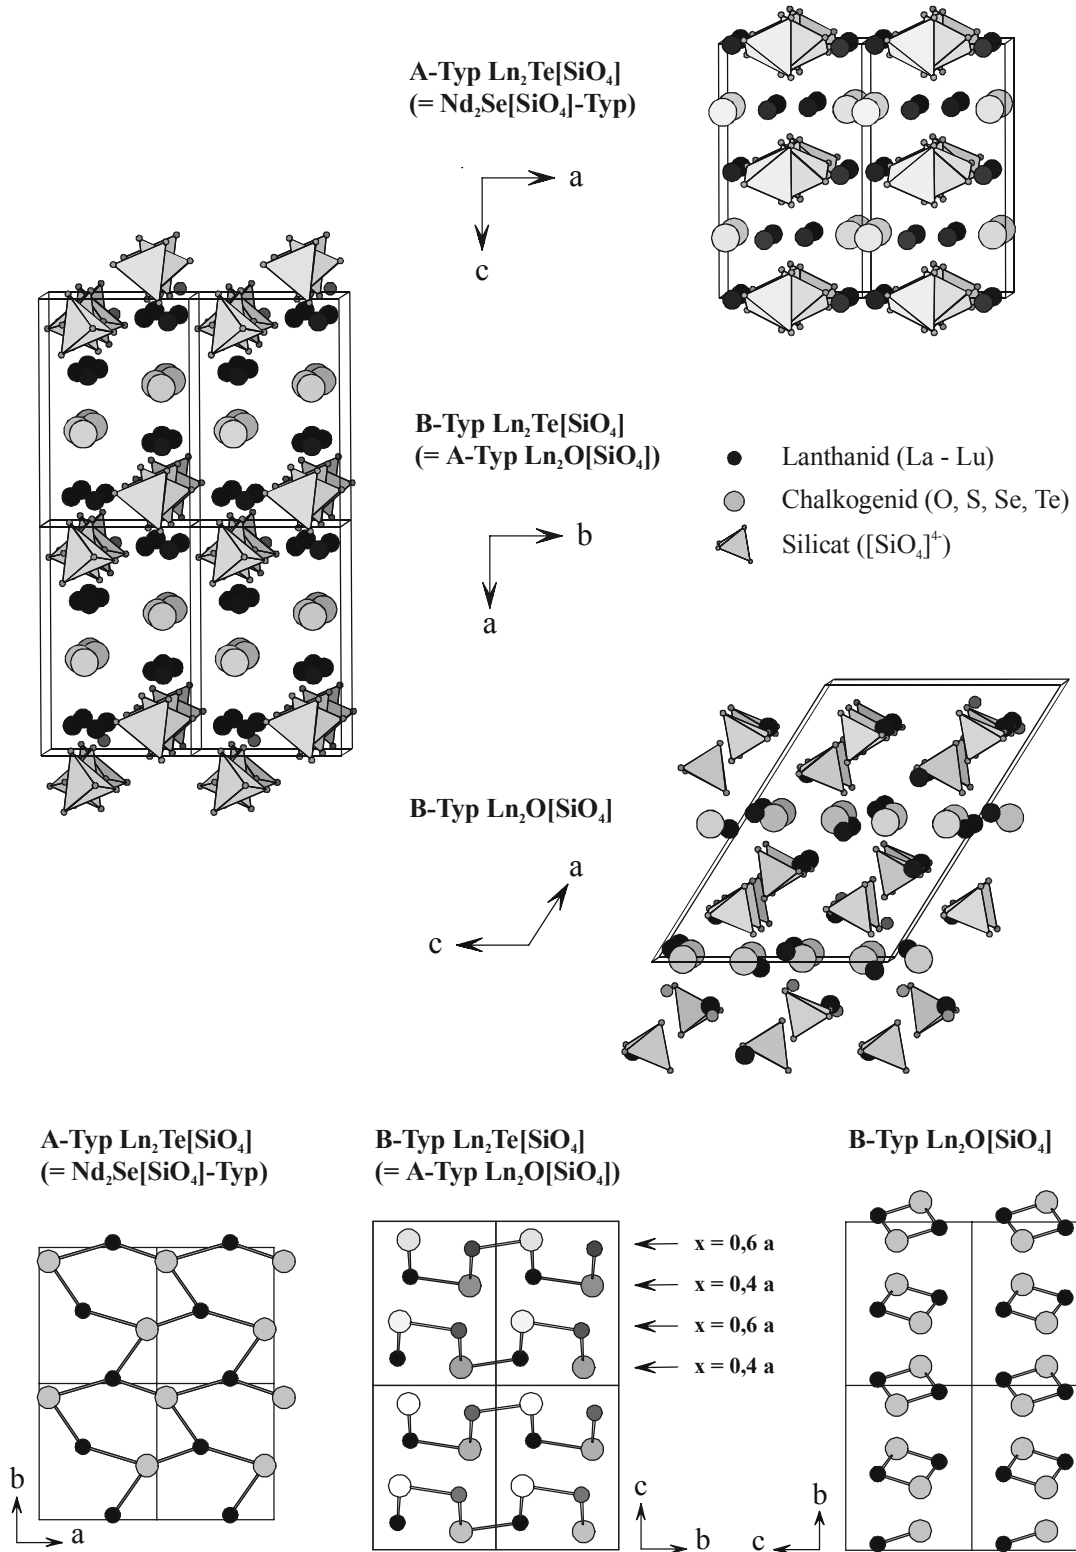 A-Typ Ln₂Te[SiO₄]
(= Nd₂Se[SiO₄]-Typ)
a
c
B-Typ Ln₂Te[SiO₄]
(= A-Typ Ln₂O[SiO₄])
b
a
Lanthanid (La - Lu)
Chalkogenid (O, S, Se, Te)
Silicat ([SiO₄]⁴⁻)
B-Typ Ln₂O[SiO₄]
a
c
A-Typ Ln₂Te[SiO₄]
(= Nd₂Se[SiO₄]-Typ)
b
a
B-Typ Ln₂Te[SiO₄]
(= A-Typ Ln₂O[SiO₄])
x = 0,6 a
x = 0,4 a
x = 0,6 a
x = 0,4 a
c
b
B-Typ Ln₂O[SiO₄]
b
c